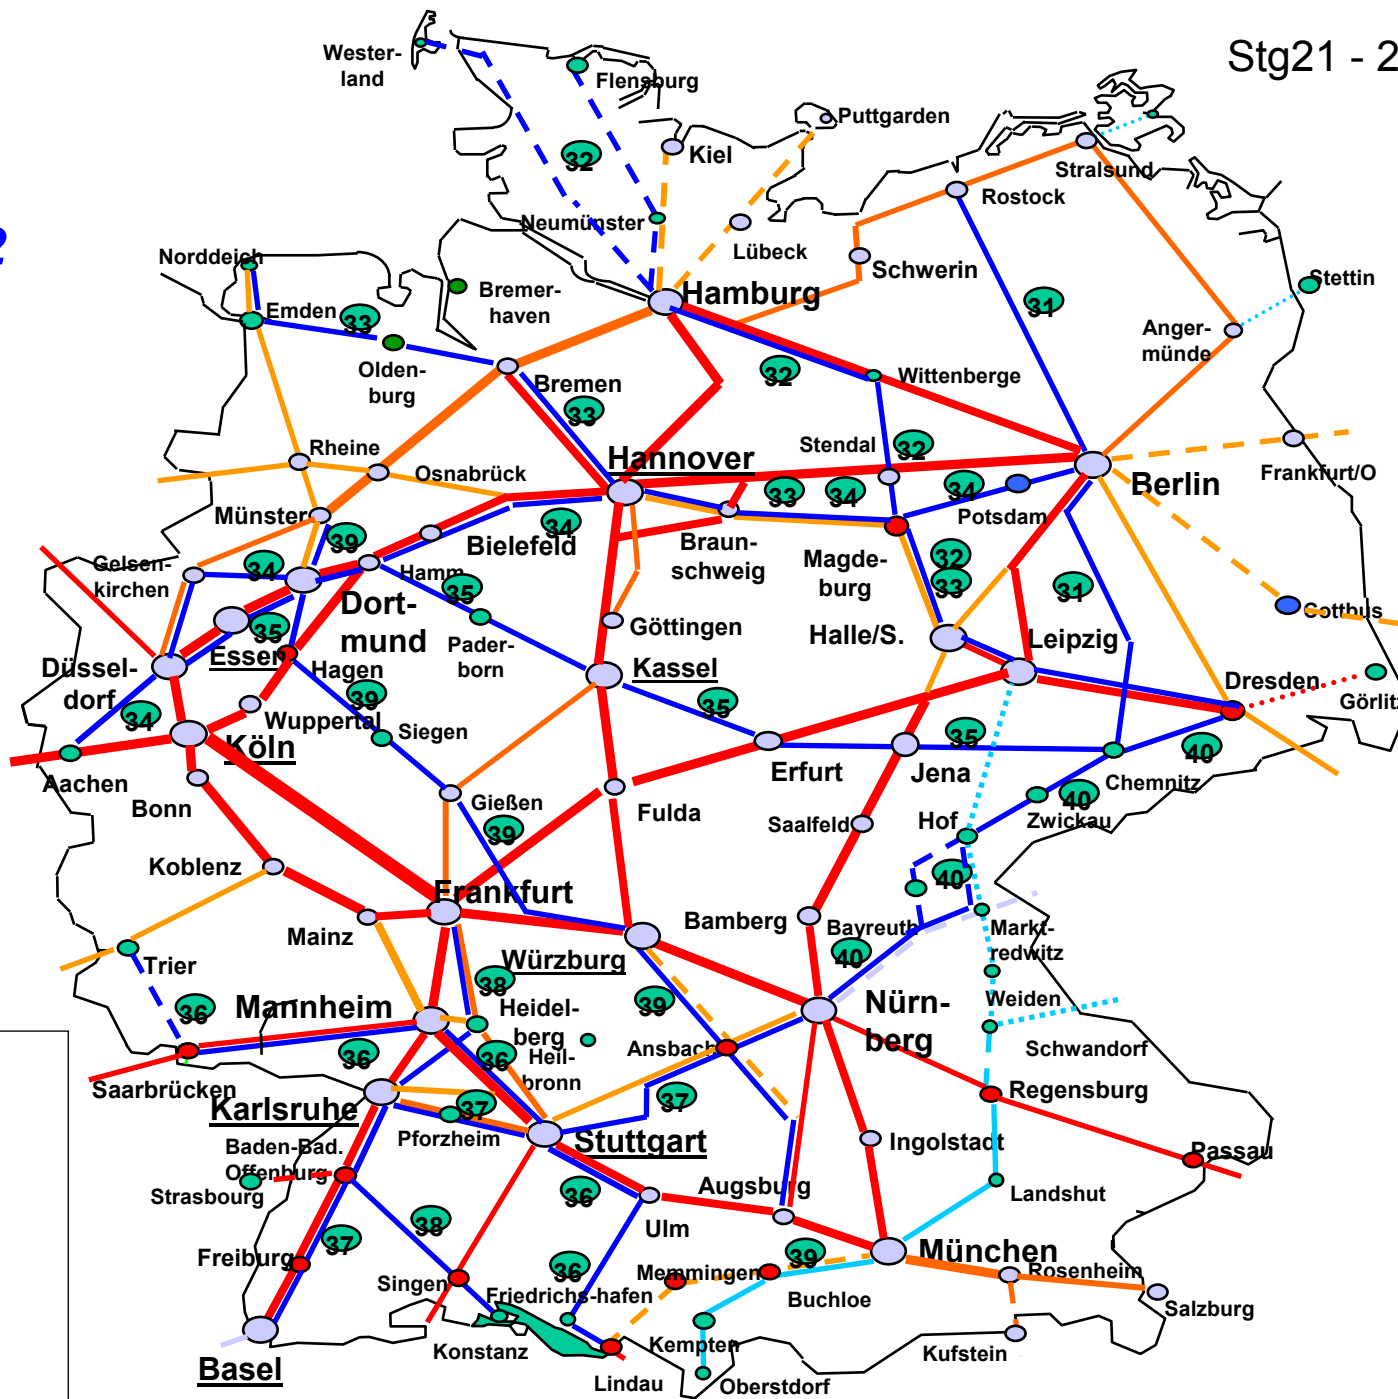 Stg21 - 2
2
Wester-
land
Flensburg
Puttgarden
32
Kiel
Stralsund
Rostock
Neumünster
Lübeck
Norddeich
Schwerin
Stettin
Bremer-
haven
Hamburg
Emden
33
31
Anger-
münde
Olden-
burg
Bremen
32
Wittenberge
33
Stendal
32
Rheine
Osnabrück
Hannover
33
34
34
Berlin
Frankfurt/O
Münster
39
34
Bielefeld
Braun-
schweig
Magde-
burg
Potsdam
Gelsen-
kirchen
34
Hamm
35
32
33
31
Cottbus
Dort-
mund
35
Essen
Göttingen
Halle/S.
Leipzig
Hagen
Pader-
born
Kassel
Düssel-
dorf
39
35
Dresden
Görlitz
34
Wuppertal
Siegen
35
40
Köln
Aachen
Erfurt
Jena
Chemnitz
Bonn
Gießen
39
Fulda
Saalfeld
Hof
40
Zwickau
Koblenz
40
Frankfurt
Bamberg
Bayreuth
Markt-
redwitz
Mainz
40
Trier
Würzburg
38
Heidel-
berg
39
Nürn-
berg
Weiden
36
Mannheim
Schwandorf
36
36
Heil-
bronn
Ansbach
Saarbrücken
Regensburg
Karlsruhe
37
37
Pforzheim
Stuttgart
Ingolstadt
Passau
Baden-Bad.
Offenburg
Strasbourg
36
Augsburg
Landshut
38
Ulm
37
Freiburg
39
München
Singen
36
Memmingen
Rosenheim
Friedrichs-hafen
Buchloe
Salzburg
Konstanz
Kempten
Kufstein
Basel
Lindau
Oberstdorf